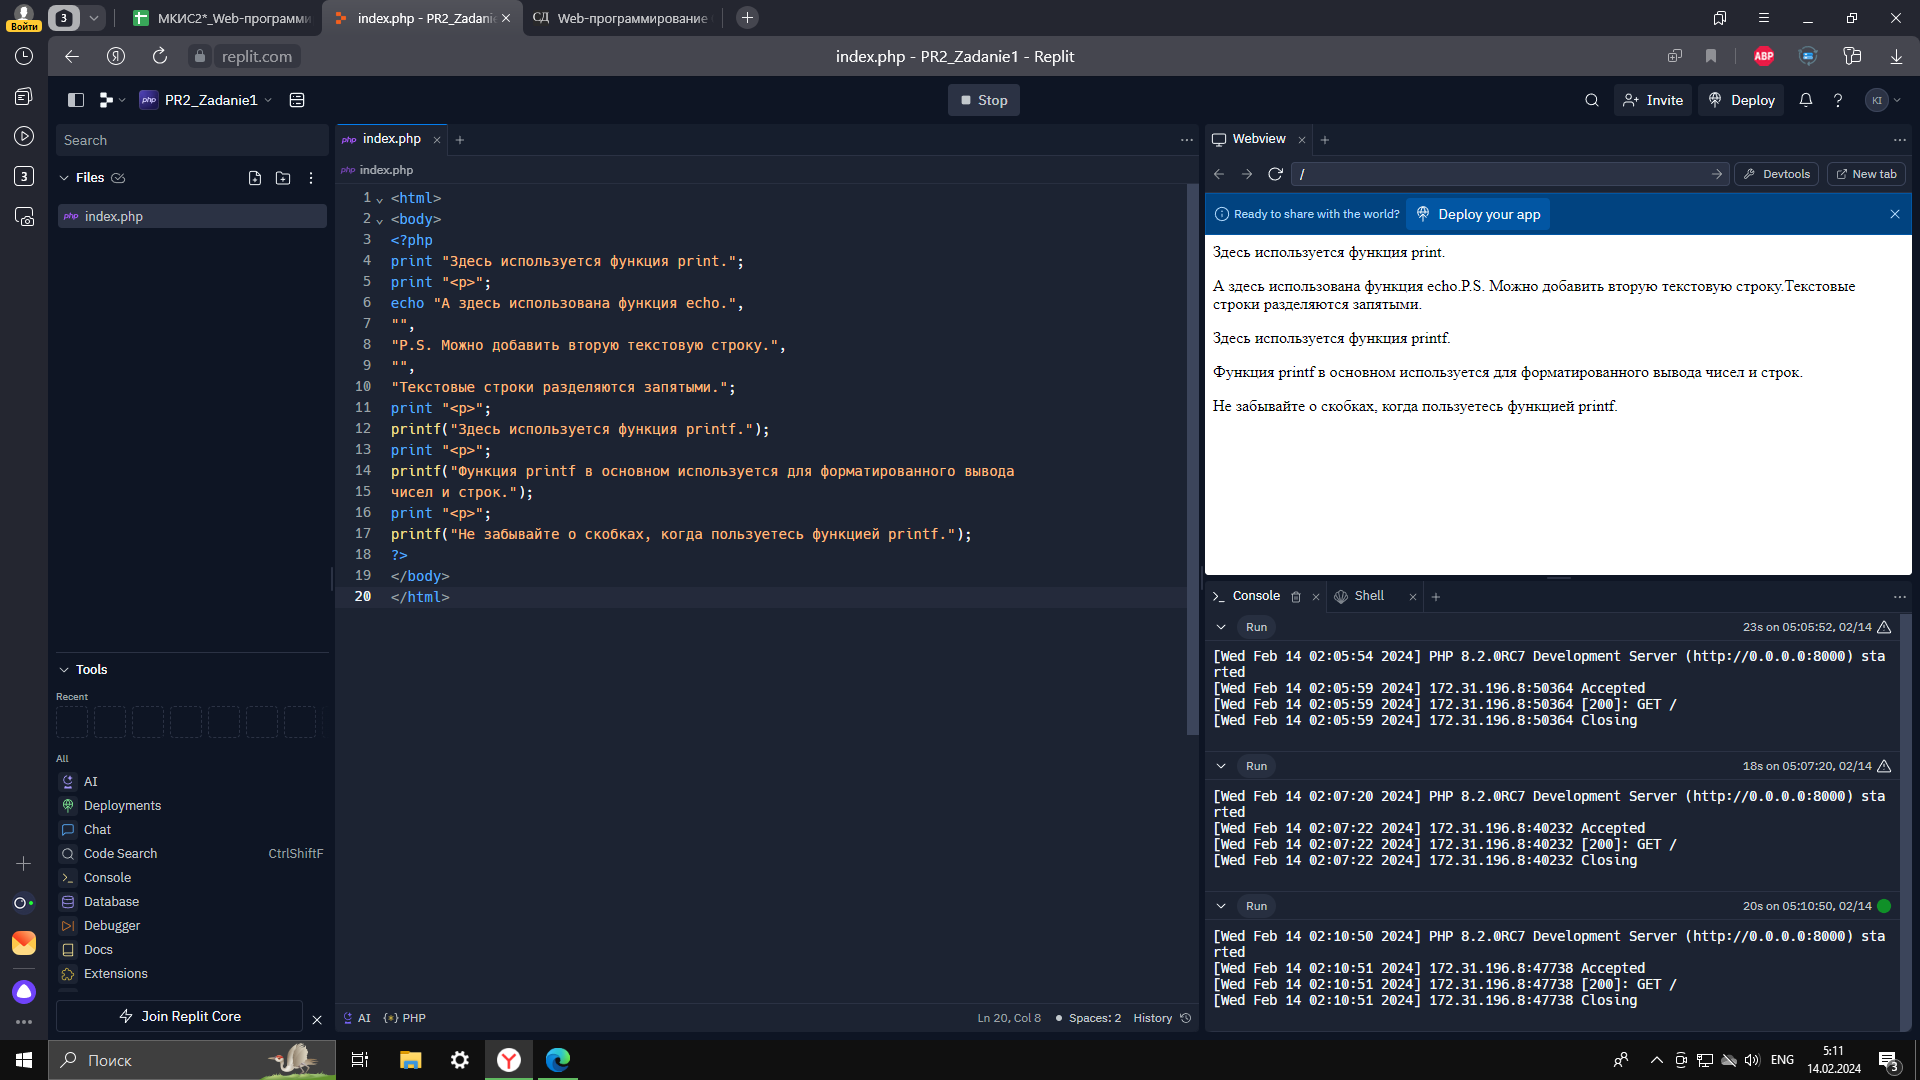 Войти
3
МКИС2*_Web-программи
index.php - PR2_Zadani
СД Web-программирование
replit.com
index.php - PR2_Zadanie1 - Replit
ABP
php PR2_Zadanie1
Stop
Invite
Deploy
?
KI
3
Search
Files
php index.php
php index.php
php index.php
1 <html>
2 <body>
3 <?php
4 print "Здесь используется функция print.";
5 print "<p>";
6 echo "А здесь использована функция echo.",
7 "",
8 "P.S. Можно добавить вторую текстовую строку.",
9 "",
10 "Текстовые строки разделяются запятыми.";
11 print "<p>";
12 printf("Здесь используется функция printf.");
13 print "<p>";
14 printf("Функция printf в основном используется для форматированного вывода
15 чисел и строк.");
16 print "<p>";
17 printf("Не забывайте о скобках, когда пользуетесь функцией printf.");
18 ?>
19 </body>
20 </html>
Tools
Recent
All
AI
Deployments
Chat
Code Search CtrlShiftF
Console
Database
Debugger
Docs
Extensions
Join Replit Core
AI {*} PHP
Ln 20, Col 8 Spaces: 2 History
Webview
/
Devtools
New tab
Ready to share with the world? Deploy your app
Здесь используется функция print.
А здесь использована функция echo.P.S. Можно добавить вторую текстовую строку.Текстовые
строки разделяются запятыми.
Здесь используется функция printf.
Функция printf в основном используется для форматированного вывода чисел и строк.
Не забывайте о скобках, когда пользуетесь функцией printf.
Console
Shell
Run 23s on 05:05:52, 02/14
[Wed Feb 14 02:05:54 2024] PHP 8.2.0RC7 Development Server (http://0.0.0.0:8000) sta
rted
[Wed Feb 14 02:05:59 2024] 172.31.196.8:50364 Accepted
[Wed Feb 14 02:05:59 2024] 172.31.196.8:50364 [200]: GET /
[Wed Feb 14 02:05:59 2024] 172.31.196.8:50364 Closing
Run 18s on 05:07:20, 02/14
[Wed Feb 14 02:07:20 2024] PHP 8.2.0RC7 Development Server (http://0.0.0.0:8000) sta
rted
[Wed Feb 14 02:07:22 2024] 172.31.196.8:40232 Accepted
[Wed Feb 14 02:07:22 2024] 172.31.196.8:40232 [200]: GET /
[Wed Feb 14 02:07:22 2024] 172.31.196.8:40232 Closing
Run 20s on 05:10:50, 02/14
[Wed Feb 14 02:10:50 2024] PHP 8.2.0RC7 Development Server (http://0.0.0.0:8000) sta
rted
[Wed Feb 14 02:10:51 2024] 172.31.196.8:47738 Accepted
[Wed Feb 14 02:10:51 2024] 172.31.196.8:47738 [200]: GET /
[Wed Feb 14 02:10:51 2024] 172.31.196.8:47738 Closing
Поиск
ENG
5:11
14.02.2024
3